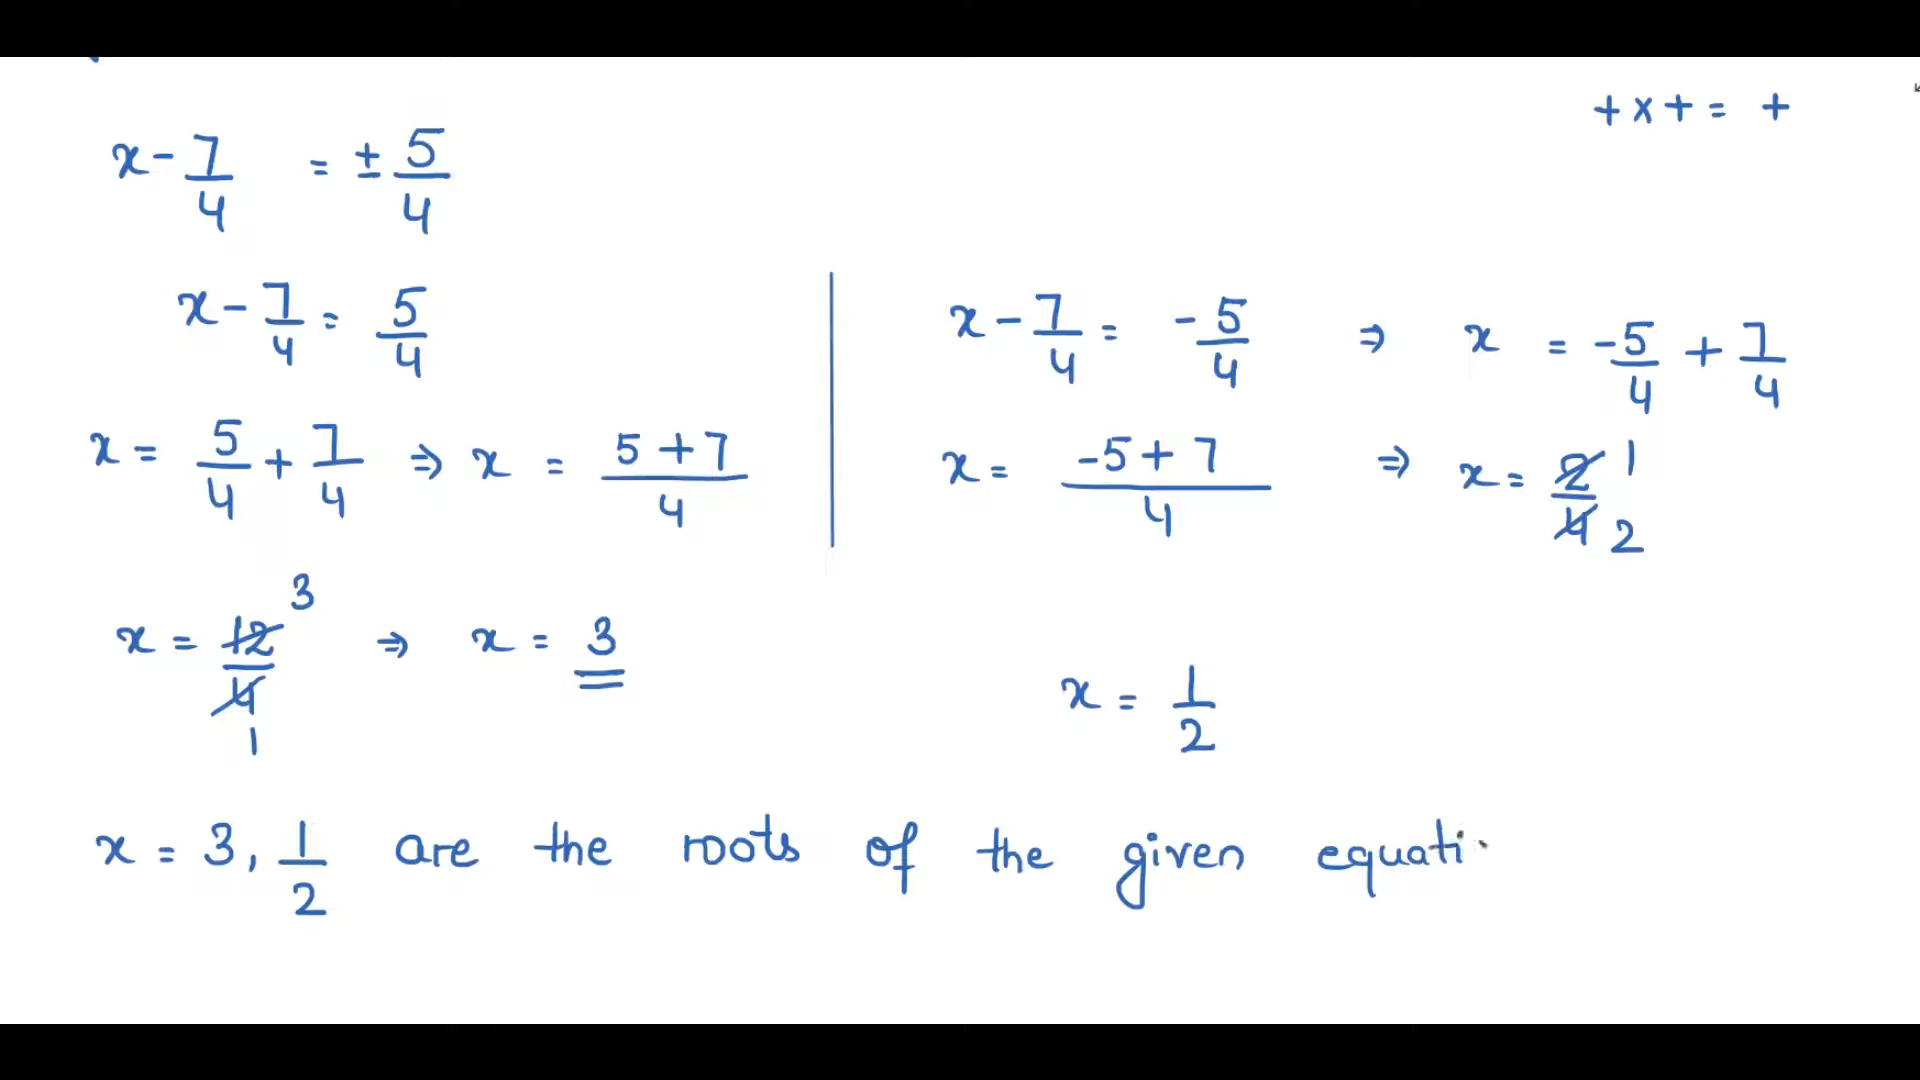 + x + = +
x - 7/4 = ± 5/4
x - 7/4 = 5/4
x = 5/4 + 7/4 ⇒ x = (5 + 7)/4
x = 12/4 3 1 ⇒ x = 3
x - 7/4 = -5/4 ⇒ x = -5/4 + 7/4
x = (-5 + 7)/4 ⇒ x = 2/4 1 2
x = 1/2
x = 3, 1/2 are the roots of the given equati